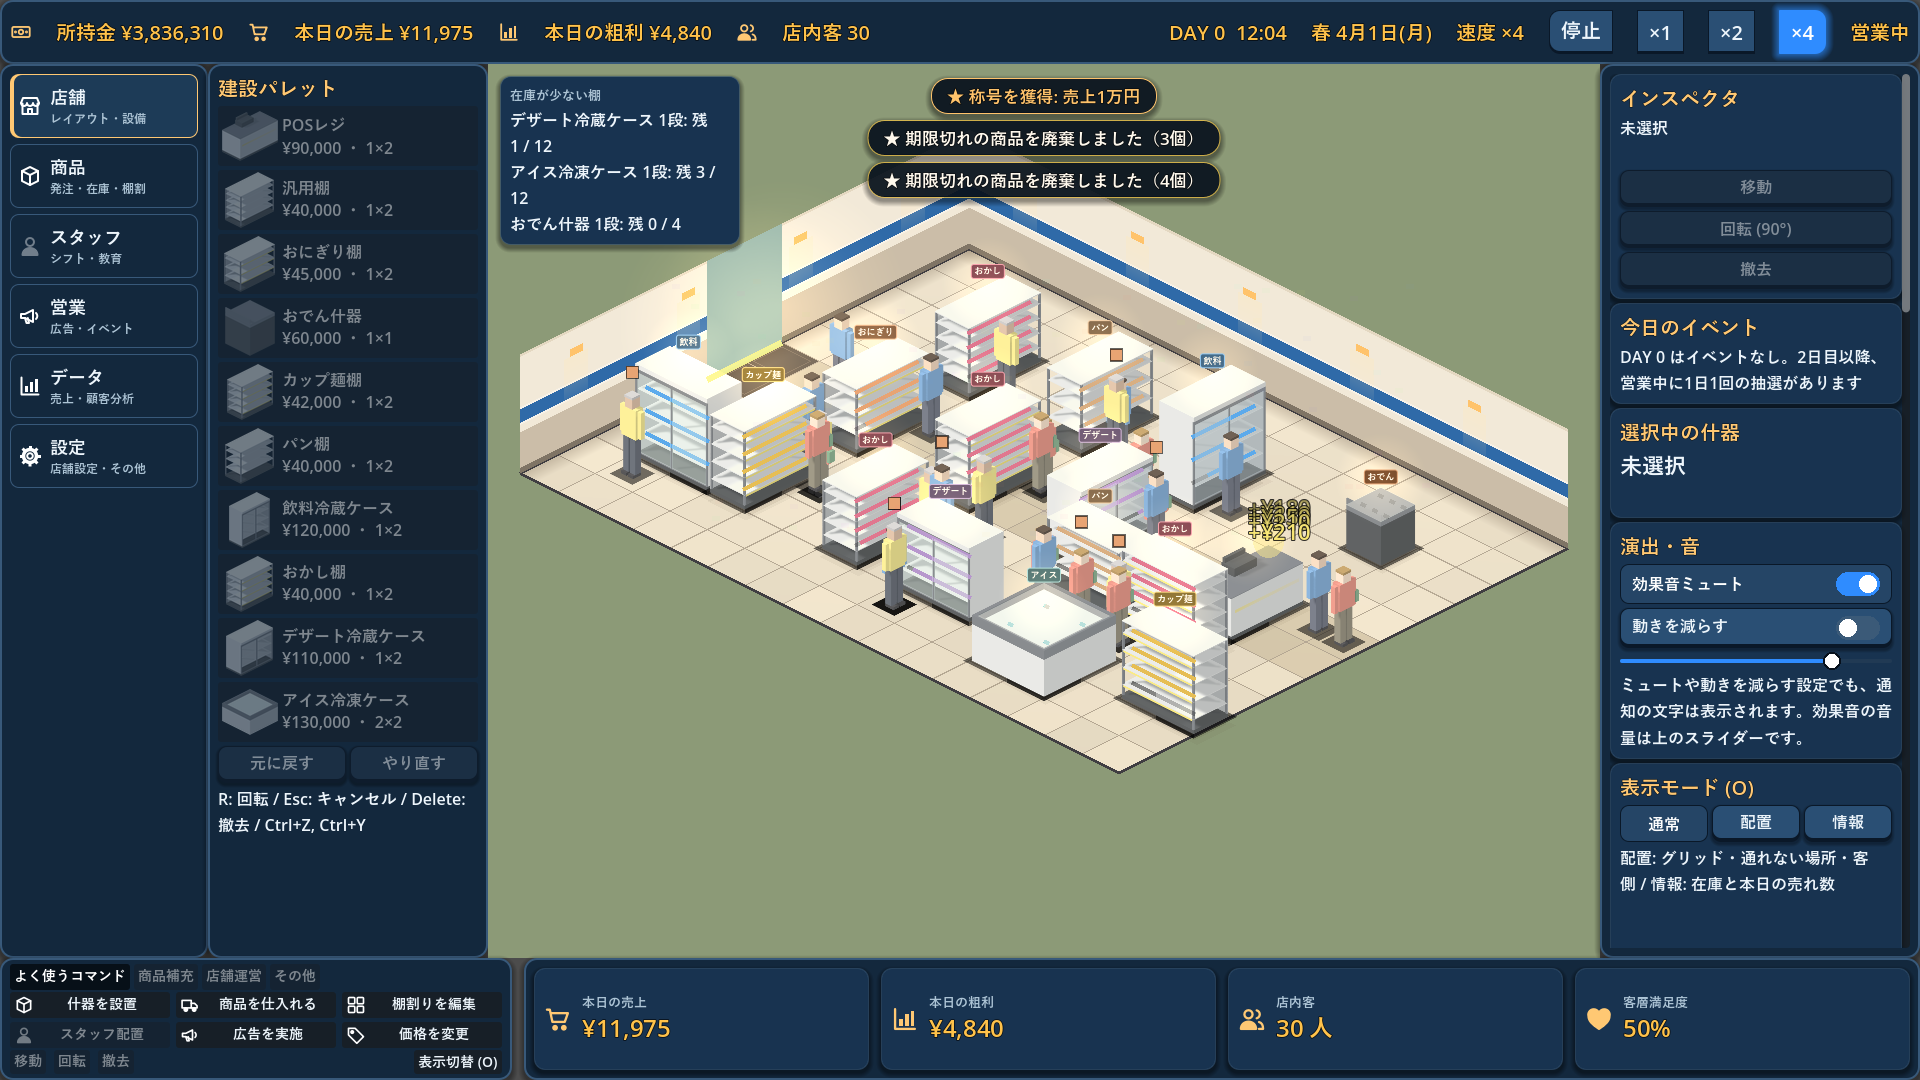 所持金 ¥3,836,310
本日の売上 ¥11,975
本日の粗利 ¥4,840
店内客 30
DAY 0 12:04
春 4月1日(月)
速度 ×4
停止
×1
×2
×4
営業中
店舗
レイアウト・設備
商品
発注・在庫・棚割
スタッフ
シフト・教育
営業
広告・イベント
データ
売上・顧客分析
設定
店舗設定・その他
建設パレット
POSレジ
¥90,000 ・ 1×2
汎用棚
¥40,000 ・ 1×2
おにぎり棚
¥45,000 ・ 1×2
おでん什器
¥60,000 ・ 1×1
カップ麺棚
¥42,000 ・ 1×2
パン棚
¥40,000 ・ 1×2
飲料冷蔵ケース
¥120,000 ・ 1×2
おかし棚
¥40,000 ・ 1×2
デザート冷蔵ケース
¥110,000 ・ 1×2
アイス冷凍ケース
¥130,000 ・ 2×2
元に戻す
やり直す
R: 回転 / Esc: キャンセル / Delete:
撤去 / Ctrl+Z, Ctrl+Y
在庫が少ない棚
デザート冷蔵ケース 1段: 残
1 / 12
アイス冷凍ケース 1段: 残 3 /
12
おでん什器 1段: 残 0 / 4
★ 称号を獲得: 売上1万円
★ 期限切れの商品を廃棄しました（3個）
★ 期限切れの商品を廃棄しました（4個）
おかし
おにぎり
パン
飲料
飲料
カップ麺
おかし
デザート
おかし
おでん
デザート
パン
おかし
アイス
カップ麺
+¥210
インスペクタ
未選択
移動
回転 (90°)
撤去
今日のイベント
DAY 0 はイベントなし。2日目以降、
営業中に1日1回の抽選があります
選択中の什器
未選択
演出・音
効果音ミュート
動きを減らす
ミュートや動きを減らす設定でも、通
知の文字は表示されます。効果音の音
量は上のスライダーです。
表示モード (O)
通常
配置
情報
配置: グリッド・通れない場所・客
側 / 情報: 在庫と本日の売れ数
よく使うコマンド
商品補充
店舗運営
その他
什器を設置
商品を仕入れる
棚割りを編集
スタッフ配置
広告を実施
価格を変更
移動
回転
撤去
表示切替 (O)
本日の売上
¥11,975
本日の粗利
¥4,840
店内客
30 人
客層満足度
50%